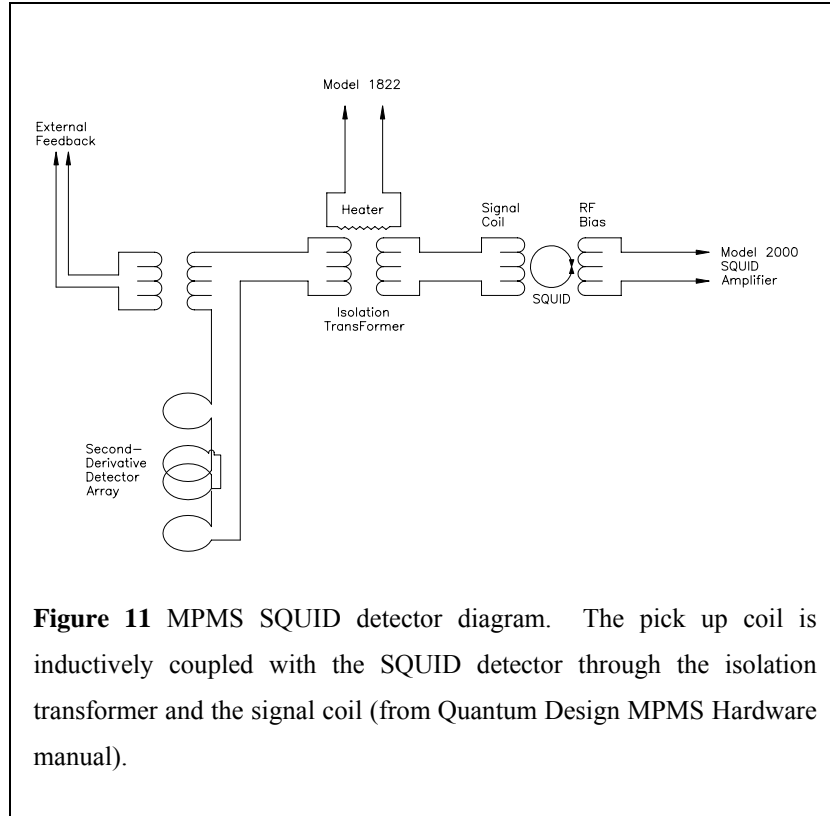 Model 1822
External
Feedback
Heater
Signal
Coil
RF
Bias
Model 2000
SQUID
Amplifier
SQUID
Isolation
TransFormer
Second-
Derivative
Detector
Array
Figure 11 MPMS SQUID detector diagram. The pick up coil is
inductively coupled with the SQUID detector through the isolation
transformer and the signal coil (from Quantum Design MPMS Hardware
manual).